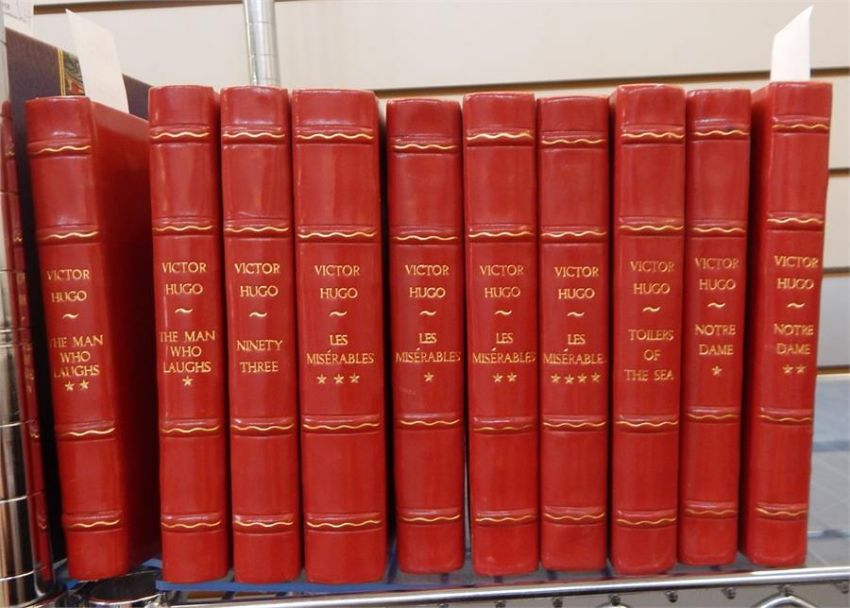 VICTOR
HUGO
~
THE MAN
WHO
LAUGHS
★★
VICTOR
HUGO
~
THE MAN
WHO
LAUGHS
★
VICTOR
HUGO
~
NINETY
THREE
VICTOR
HUGO
~
LES
MISÉRABLES
★★★
VICTOR
HUGO
~
LES
MISÉRABLES
★
VICTOR
HUGO
~
LES
MISÉRABLES
★★
VICTOR
HUGO
~
LES
MISÉRABLES
★★★★
VICTOR
HUGO
~
TOILERS
OF
THE SEA
VICTOR
HUGO
~
NOTRE
DAME
★
VICTOR
HUGO
~
NOTRE
DAME
★★